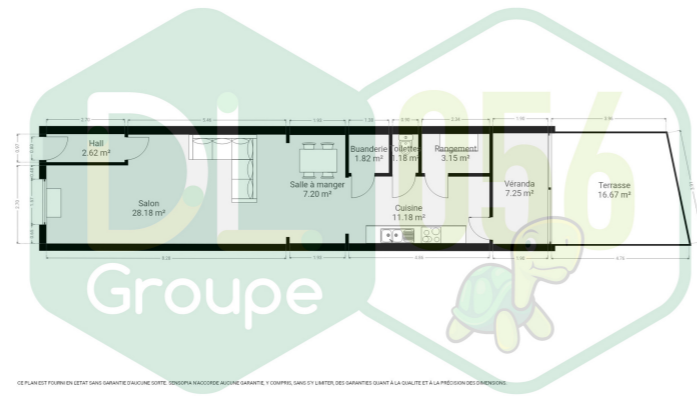 Hall
2.62 m²
Salon
28.18 m²
Salle à manger
7.20 m²
Buanderie
1.82 m²
Toilettes
1.18 m²
Rangement
3.15 m²
Cuisine
11.18 m²
Véranda
7.25 m²
Terrasse
16.67 m²
DL
Groupe
056
CE PLAN EST FOURNI EN L'ÉTAT SANS GARANTIE D'AUCUNE SORTE. SENSOPIA N'ACCORDE AUCUNE GARANTIE, Y COMPRIS, SANS S'Y LIMITER, DES GARANTIES QUANT À LA QUALITÉ ET À LA PRÉCISION DES DIMENSIONS.